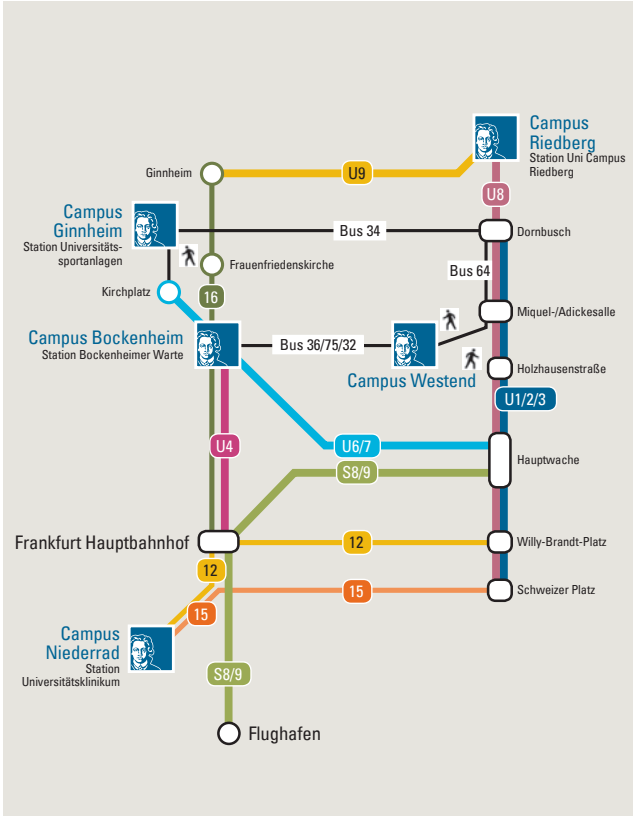 Campus
Riedberg
Station Uni Campus
Riedberg
Ginnheim
U9
U8
Campus
Ginnheim
Station Universitäts-
sportanlagen
Bus 34
Dornbusch
Frauenfriedenskirche
Bus 64
Kirchplatz
16
Miquel-/Adickesalle
Campus Bockenheim
Station Bockenheimer Warte
Bus 36/75/32
Campus Westend
Holzhausenstraße
U1/2/3
U4
U6/7
S8/9
Hauptwache
Frankfurt Hauptbahnhof
12
Willy-Brandt-Platz
12
15
Schweizer Platz
15
Campus
Niederrad
Station
Universitätsklinikum
S8/9
Flughafen